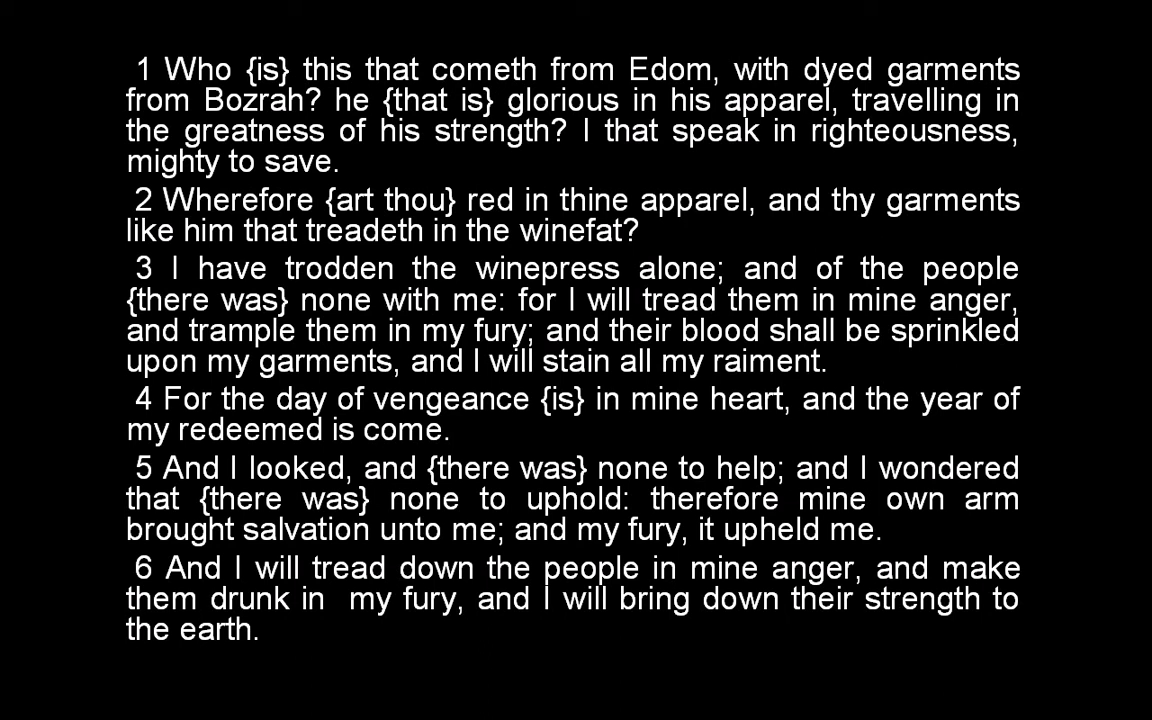 1 Who {is} this that cometh from Edom, with dyed garments
from Bozrah? he {that is} glorious in his apparel, travelling in
the greatness of his strength? I that speak in righteousness,
mighty to save.
2 Wherefore {art thou} red in thine apparel, and thy garments
like him that treadeth in the winefat?
3 I have trodden the winepress alone; and of the people
{there was} none with me: for I will tread them in mine anger,
and trample them in my fury; and their blood shall be sprinkled
upon my garments, and I will stain all my raiment.
4 For the day of vengeance {is} in mine heart, and the year of
my redeemed is come.
5 And I looked, and {there was} none to help; and I wondered
that {there was} none to uphold: therefore mine own arm
brought salvation unto me; and my fury, it upheld me.
6 And I will tread down the people in mine anger, and make
them drunk in  my fury, and I will bring down their strength to
the earth.